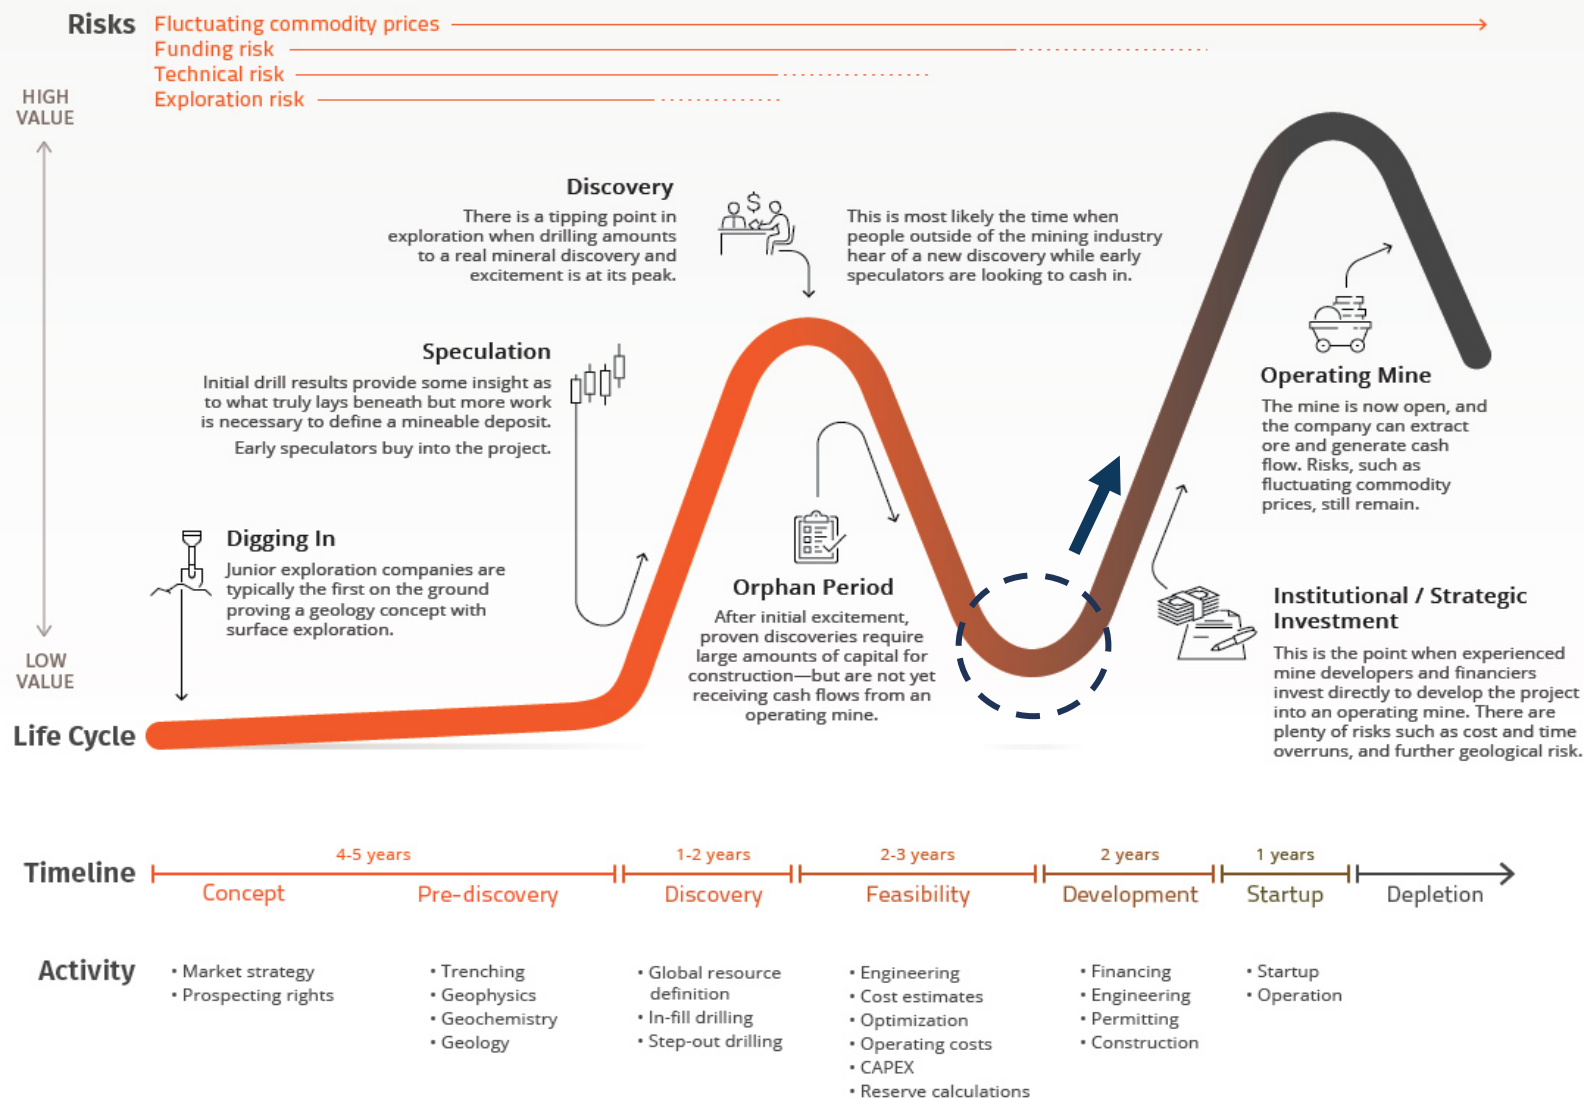 Risks
Fluctuating commodity prices
Funding risk
Technical risk
Exploration risk
HIGH
VALUE
LOW
VALUE
Discovery
There is a tipping point in
exploration when drilling amounts
to a real mineral discovery and
excitement is at its peak.
$
This is most likely the time when
people outside of the mining industry
hear of a new discovery while early
speculators are looking to cash in.
Speculation
Initial drill results provide some insight as
to what truly lays beneath but more work
is necessary to define a mineable deposit.
Early speculators buy into the project.
Digging In
Junior exploration companies are
typically the first on the ground
proving a geology concept with
surface exploration.
Orphan Period
After initial excitement,
proven discoveries require
large amounts of capital for
construction—but are not yet
receiving cash flows from an
operating mine.
Operating Mine
The mine is now open, and
the company can extract
ore and generate cash
flow. Risks, such as
fluctuating commodity
prices, still remain.
Institutional / Strategic
Investment
This is the point when experienced
mine developers and financiers
invest directly to develop the project
into an operating mine. There are
plenty of risks such as cost and time
overruns, and further geological risk.
Life Cycle
Timeline
4-5 years
1-2 years
2-3 years
2 years
1 years
Concept
Pre-discovery
Discovery
Feasibility
Development
Startup
Depletion
Activity
• Market strategy
• Prospecting rights
• Trenching
• Geophysics
• Geochemistry
• Geology
• Global resource
definition
• In-fill drilling
• Step-out drilling
• Engineering
• Cost estimates
• Optimization
• Operating costs
• CAPEX
• Reserve calculations
• Financing
• Engineering
• Permitting
• Construction
• Startup
• Operation